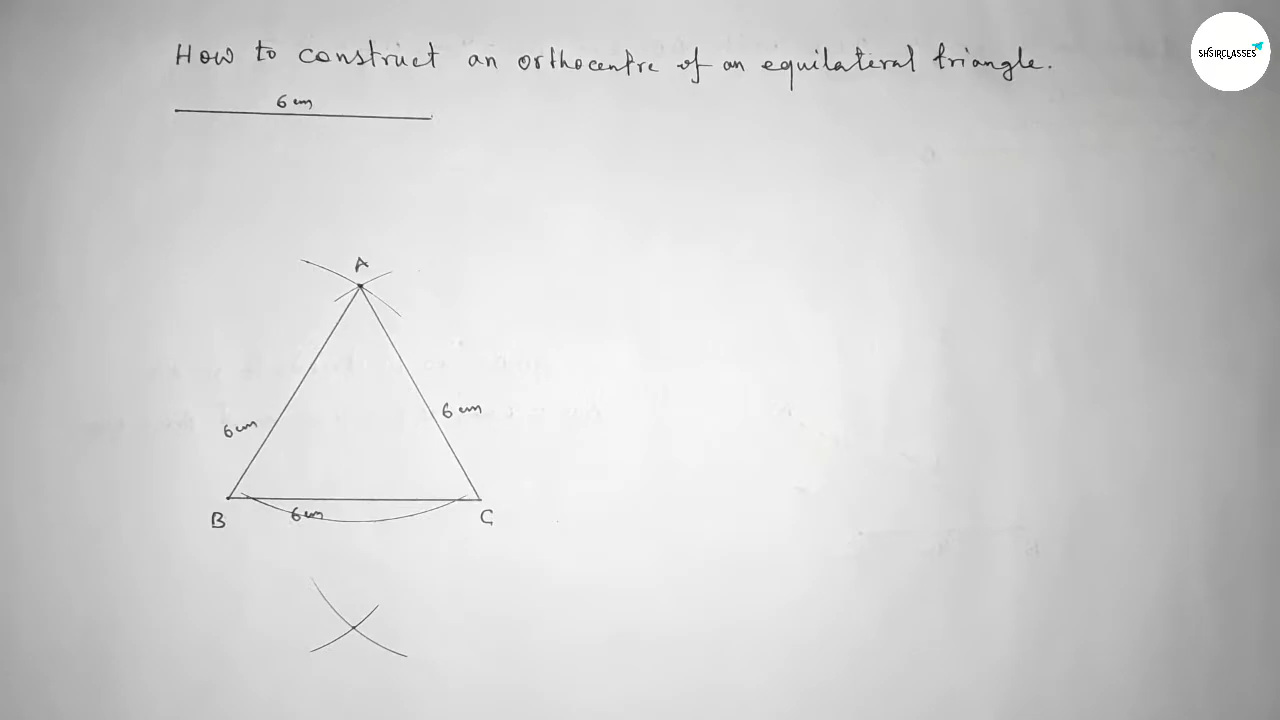 How to construct an orthocentre of an equilateral triangle.
SHSIRCLASSES
6 cm
A
6 cm
6 cm
B
6 cm
C